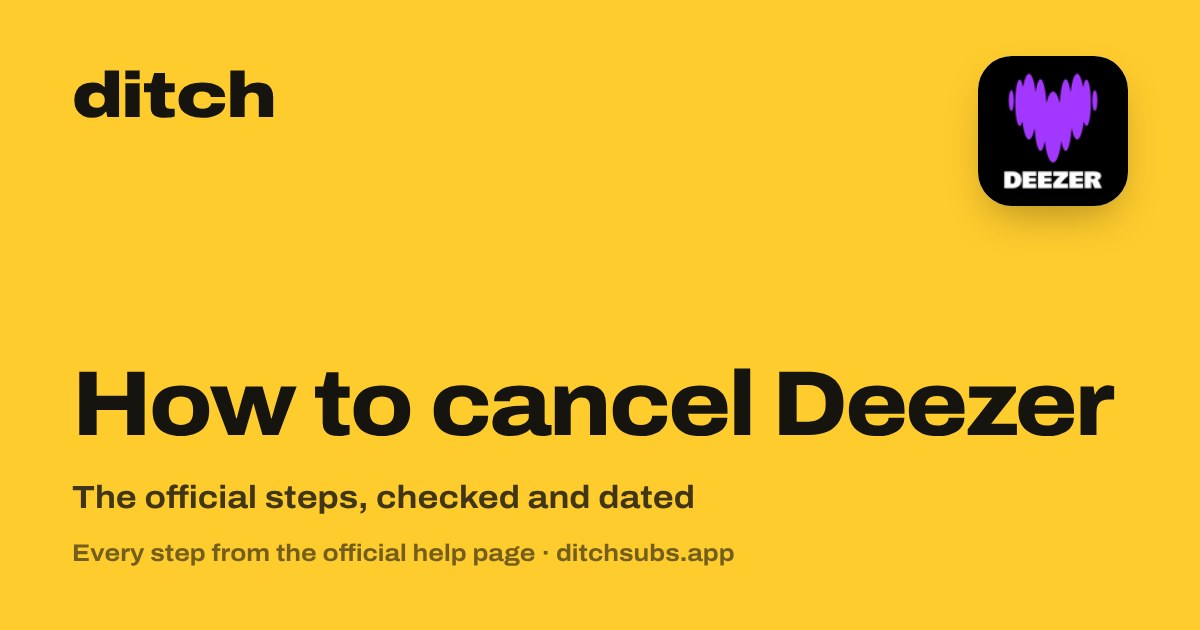 ditch
DEEZER
How to cancel Deezer
The official steps, checked and dated
Every step from the official help page · ditchsubs.app